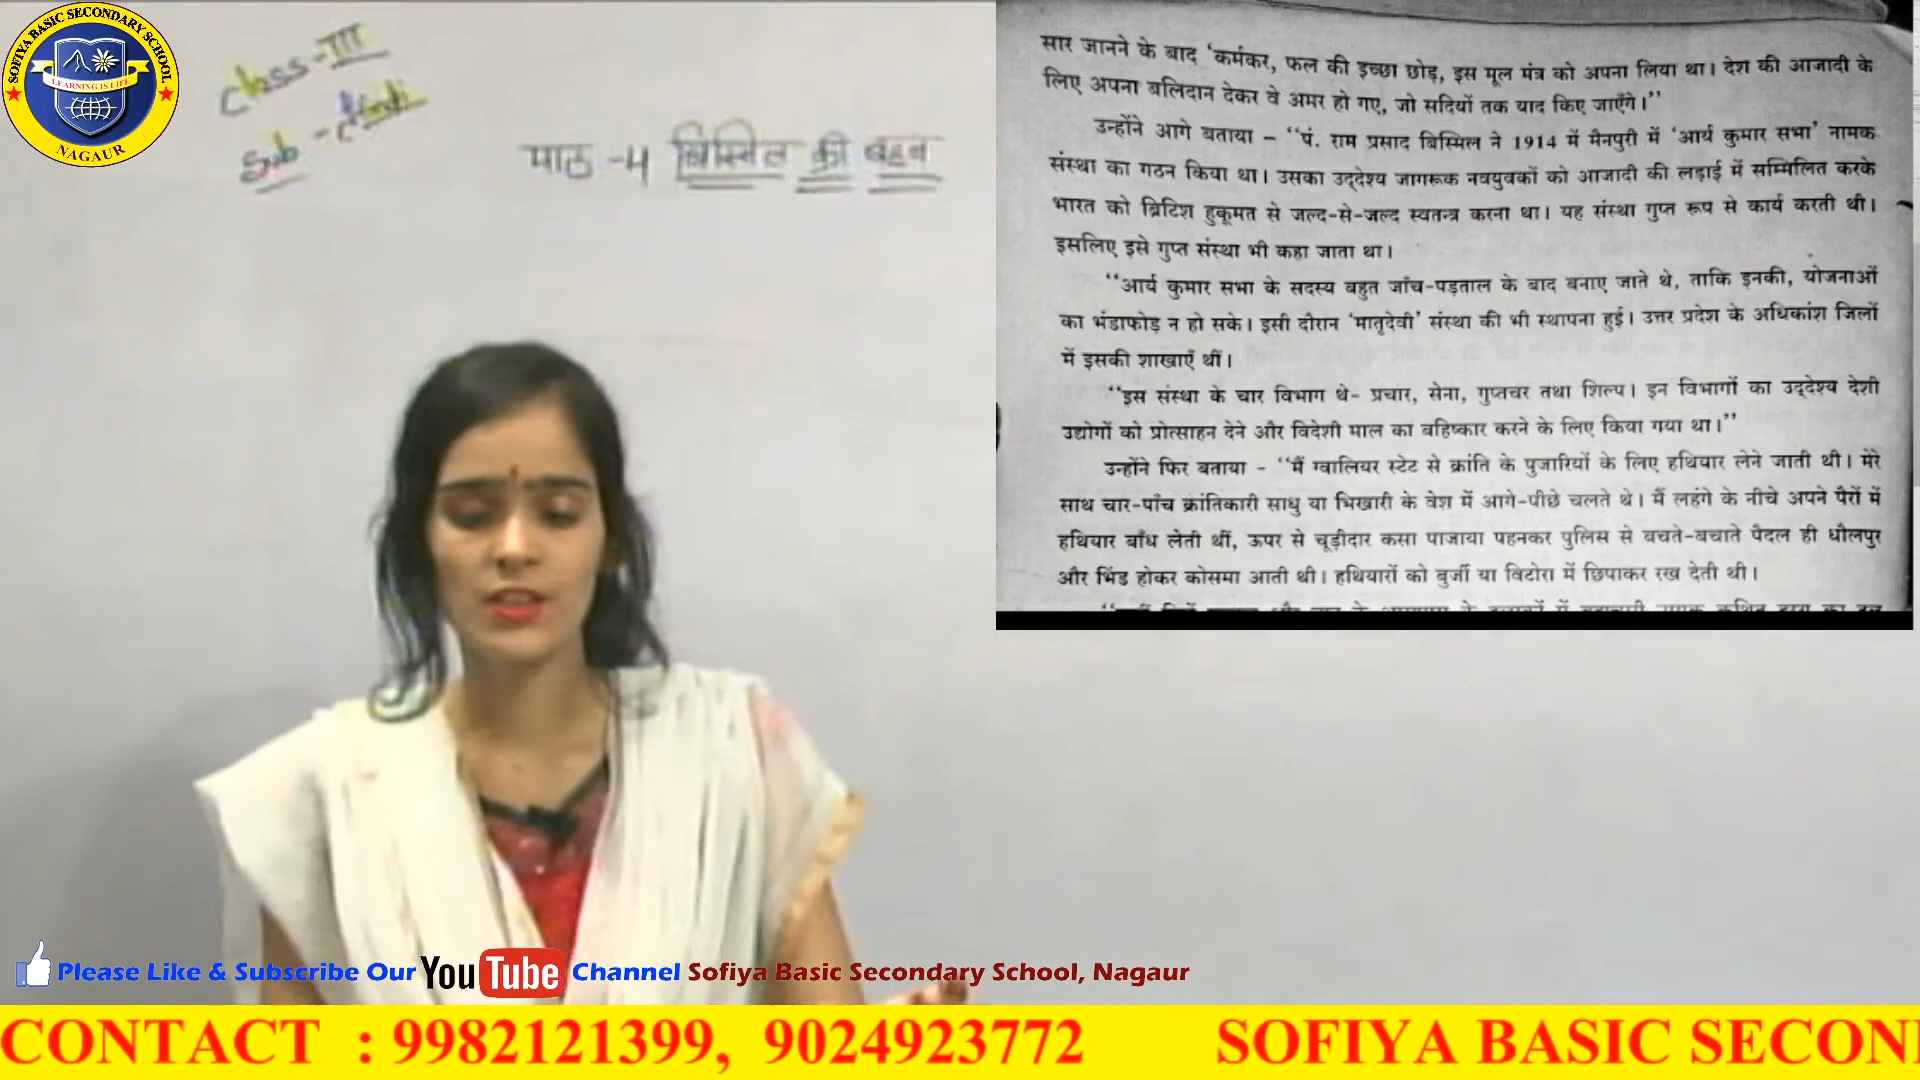 SOFIYA BASIC SECONDARY SCHOOL
LEARNING IS LIFE
NAGAUR
Class - III
Sub - Hindi
पाठ -4 बिस्मिल की बहन
सार जानने के बाद ‘कर्मकर, फल की इच्छा छोड़, इस मूल मंत्र को अपना लिया था। देश की आजादी के
लिए अपना बलिदान देकर वे अमर हो गए, जो सदियों तक याद किए जाएँगे।’’
उन्होंने आगे बताया – ‘‘पं. राम प्रसाद बिस्मिल ने 1914 में मैनपुरी में ‘आर्य कुमार सभा’ नामक
संस्था का गठन किया था। उसका उद्‌देश्य जागरूक नवयुवकों को आजादी की लड़ाई में सम्मिलित करके
भारत को ब्रिटिश हुकूमत से जल्द-से-जल्द स्वतन्त्र करना था। यह संस्था गुप्त रूप से कार्य करती थी।
इसलिए इसे गुप्त संस्था भी कहा जाता था।
‘‘आर्य कुमार सभा के सदस्य बहुत जाँच-पड़ताल के बाद बनाए जाते थे, ताकि इनकी, योजनाओं
का भंडाफोड़ न हो सके। इसी दौरान ‘मातृदेवी’ संस्था की भी स्थापना हुई। उत्तर प्रदेश के अधिकांश जिलों
में इसकी शाखाएँ थीं।
‘‘इस संस्था के चार विभाग थे- प्रचार, सेना, गुप्तचर तथा शिल्प। इन विभागों का उद्‌देश्य देशी
उद्योगों को प्रोत्साहन देने और विदेशी माल का बहिष्कार करने के लिए किया गया था।’’
उन्होंने फिर बताया - ‘‘मैं ग्वालियर स्टेट से क्रांति के पुजारियों के लिए हथियार लेने जाती थी। मेरे
साथ चार-पाँच क्रांतिकारी साधु या भिखारी के वेश में आगे-पीछे चलते थे। मैं लहंगे के नीचे अपने पैरों में
हथियार बाँध लेती थीं, ऊपर से चूड़ीदार कसा पाजाया पहनकर पुलिस से बचते-बचाते पैदल ही धौलपुर
और भिंड होकर कोसमा आती थी। हथियारों को बुर्जी या विटोरा में छिपाकर रख देती थी।
Please Like & Subscribe Our YouTube Channel Sofiya Basic Secondary School, Nagaur
CONTACT : 9982121399, 9024923772 SOFIYA BASIC SECON